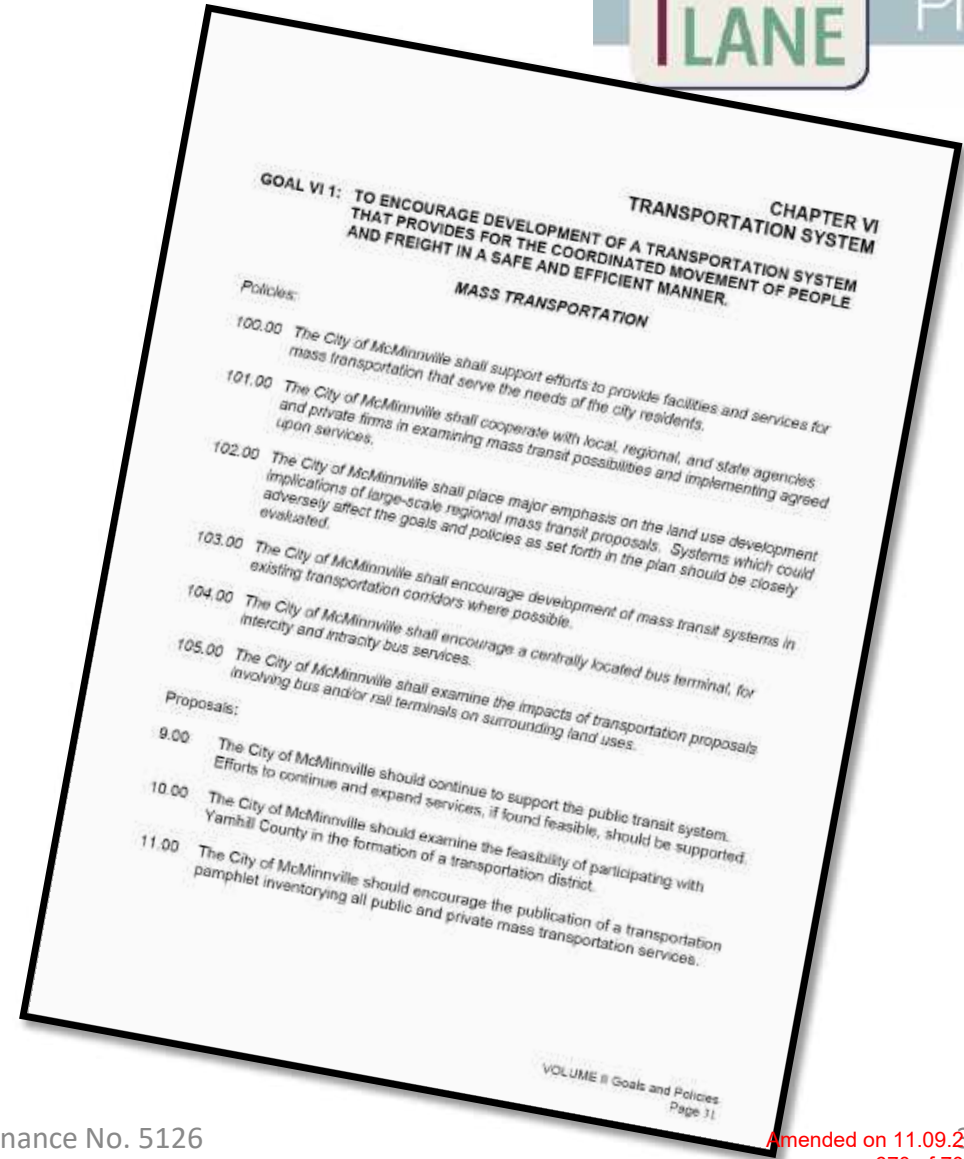 LANE
CHAPTER VI
TRANSPORTATION SYSTEM
GOAL VI 1: TO ENCOURAGE DEVELOPMENT OF A TRANSPORTATION SYSTEM
THAT PROVIDES FOR THE COORDINATED MOVEMENT OF PEOPLE
AND FREIGHT IN A SAFE AND EFFICIENT MANNER.
MASS TRANSPORTATION
Policies:
100.00 The City of McMinnville shall support efforts to provide facilities and services for
mass transportation that serve the needs of the city residents.
101.00 The City of McMinnville shall cooperate with local, regional, and state agencies
and private firms in examining mass transit possibilities and implementing agreed
upon services.
102.00 The City of McMinnville shall place major emphasis on the land use development
implications of large-scale regional mass transit proposals. Systems which could
adversely affect the goals and policies as set forth in the plan should be closely
evaluated.
103.00 The City of McMinnville shall encourage development of mass transit systems in
existing transportation corridors where possible.
104.00 The City of McMinnville shall encourage a centrally located bus terminal, for
intercity and intracity bus services.
105.00 The City of McMinnville shall examine the impacts of transportation proposals
involving bus and/or rail terminals on surrounding land uses.
Proposals:
9.00 The City of McMinnville should continue to support the public transit system.
Efforts to continue and expand services, if found feasible, should be supported.
10.00 The City of McMinnville should examine the feasibility of participating with
Yamhill County in the formation of a transportation district.
11.00 The City of McMinnville should encourage the publication of a transportation
pamphlet inventorying all public and private mass transportation services.
VOLUME II Goals and Policies
Page 31
nance No. 5126
Amended on 11.09.2